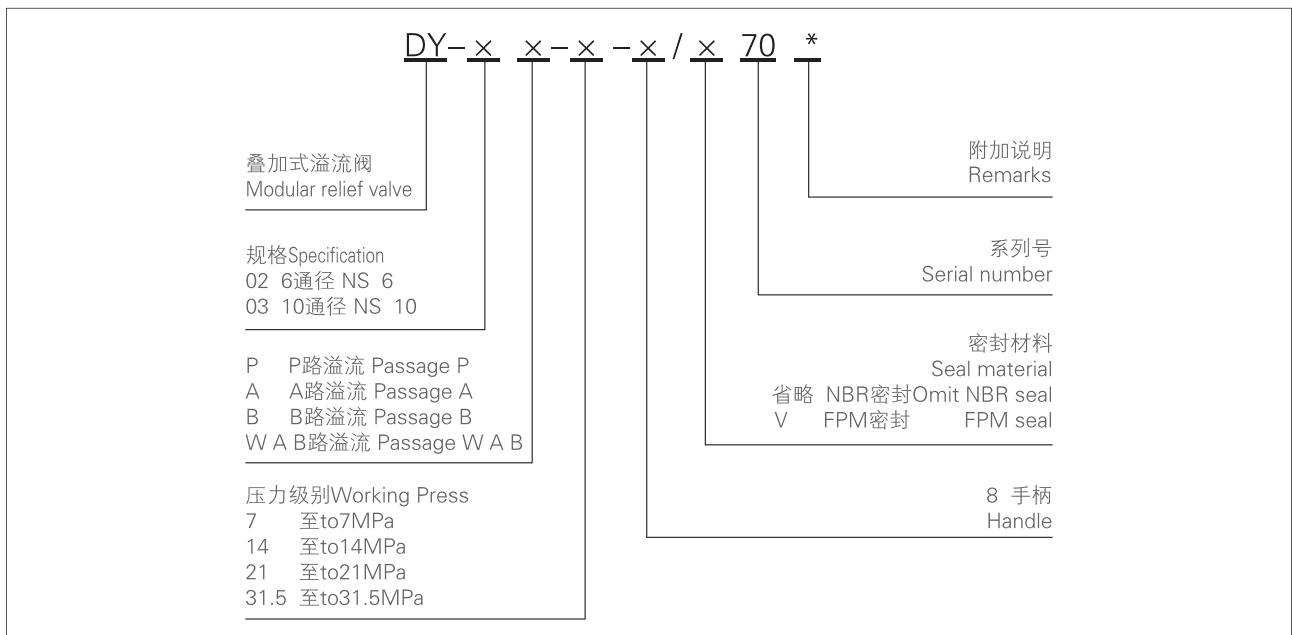 DY-× ×-×-×/×70 *
叠加式溢流阀
Modular relief valve
规格Specification
02 6通径 NS 6
03 10通径 NS 10
P P路溢流 Passage P
A A路溢流 Passage A
B B路溢流 Passage B
W A B路溢流 Passage W A B
压力级别Working Press
7 至to7MPa
14 至to14MPa
21 至to21MPa
31.5 至to31.5MPa
附加说明
Remarks
系列号
Serial number
密封材料
Seal material
省略 NBR密封Omit NBR seal
V FPM密封 FPM seal
8 手柄
Handle